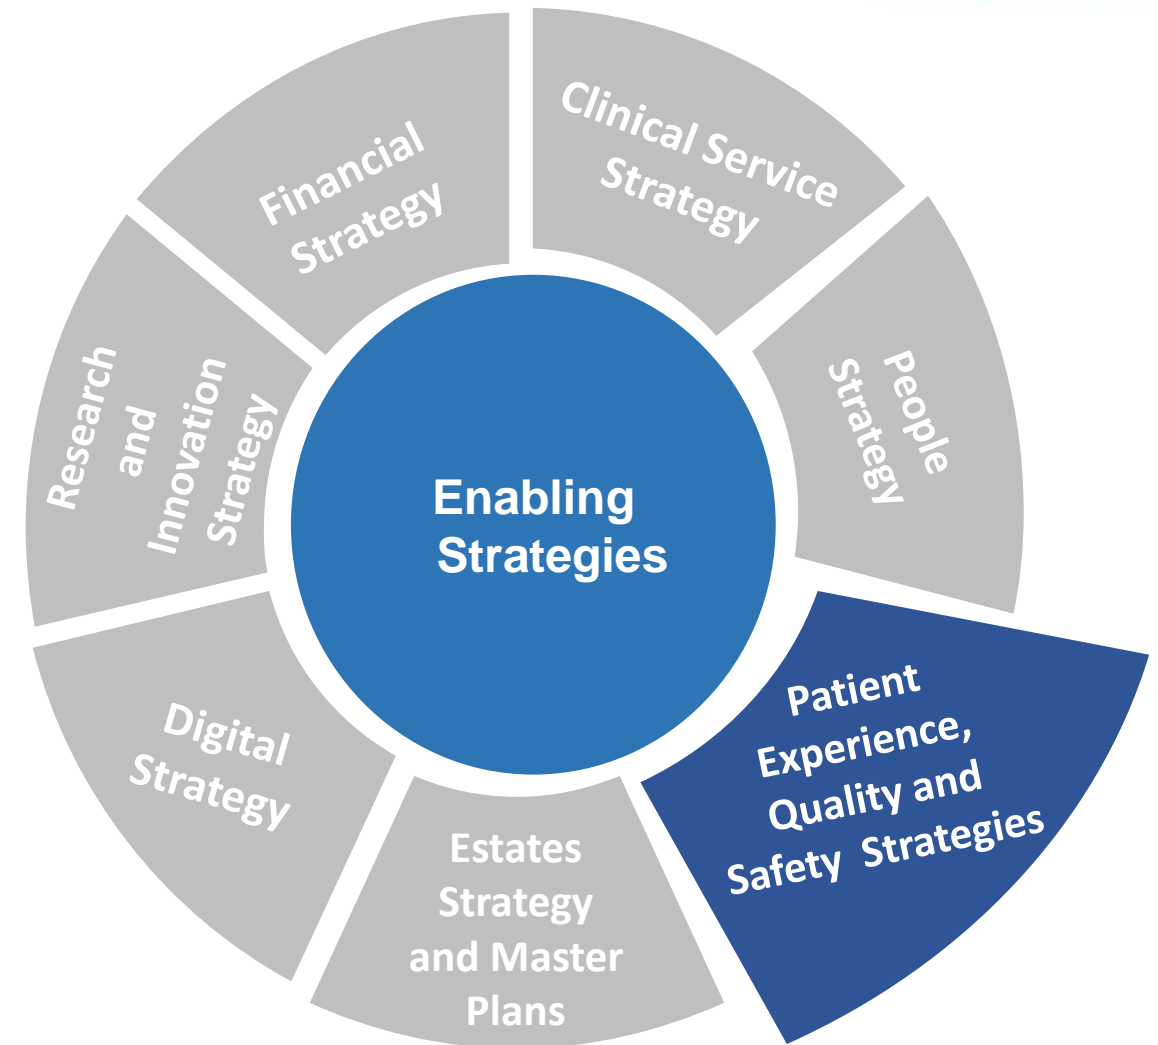 Financial
Strategy
Clinical Service
Strategy
People
Strategy
Patient
Experience,
Quality and
Safety  Strategies
Estates
Strategy
and Master
Plans
Digital
Strategy
Research
and
Innovation
Strategy
Enabling
Strategies